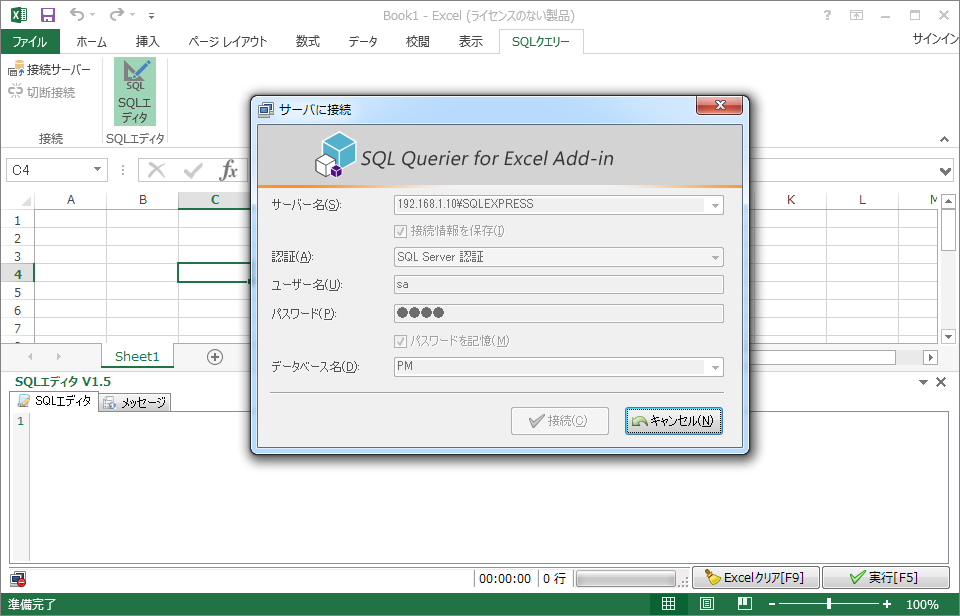 Book1 - Excel (ライセンスのない製品)
ファイル ホーム 挿入 ページ レイアウト 数式 データ 校閲 表示 SQLクエリー サインイン
接続サーバー
切断接続
接続
SQL
SQLエ
ディタ
SQLエディタ
サーバに接続
SQL Querier for Excel Add-in
サーバー名(S): 192.168.1.10¥SQLEXPRESS
接続情報を保存(I)
認証(A): SQL Server 認証
ユーザー名(U): sa
パスワード(P): ●●●●
パスワードを記憶(M)
データベース名(D): PM
接続(C) キャンセル(N)
C4 fx
A B C K L M
1
2
3
4
5
6
7
Sheet1
SQLエディタ V1.5
SQLエディタ メッセージ
1
00:00:00 0 行 Excelクリア[F9] 実行[F5]
準備完了 100%